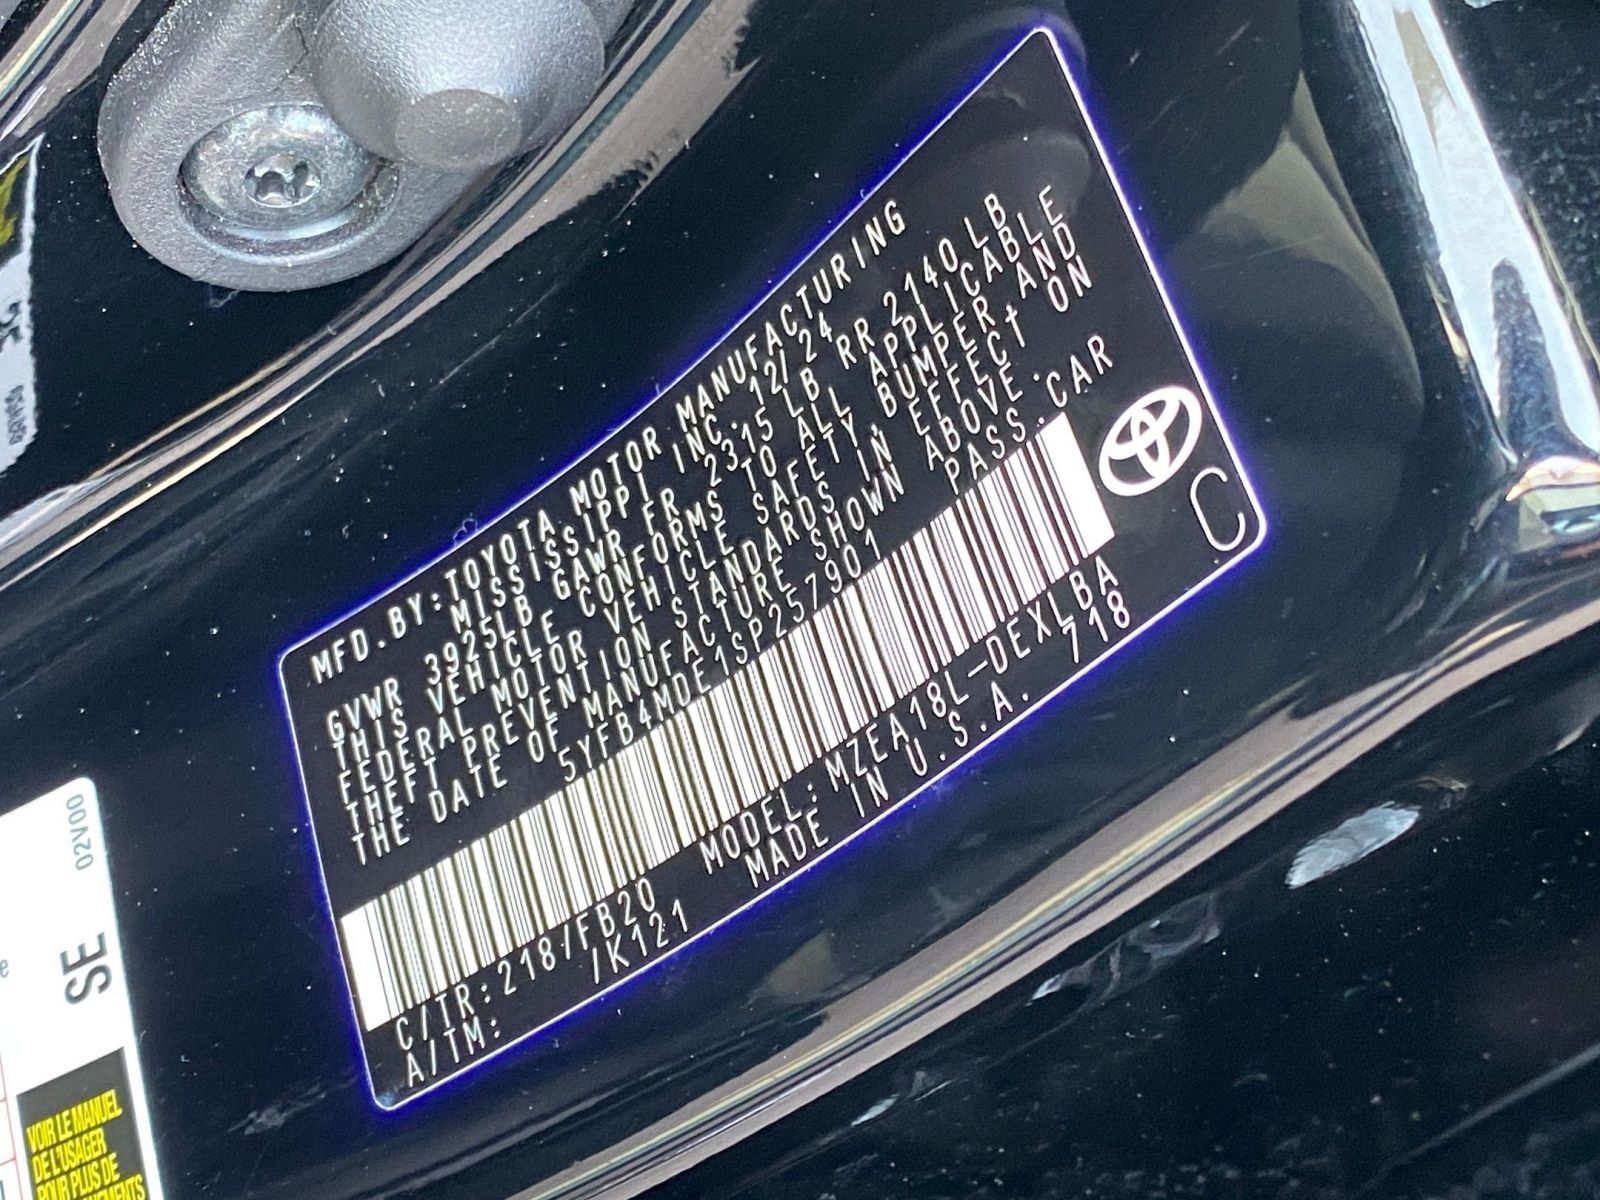 MFD.BY:TOYOTA MOTOR MANUFACTURING
MISSISSIPPI INC. 12/24
GVWR 3925LB GAWR FR 2315 LB RR 2140 LB
THIS VEHICLE CONFORMS TO ALL APPLICABLE
FEDERAL MOTOR VEHICLE SAFETY, BUMPER AND
THEFT PREVENTION STANDARDS IN EFFECT ON
THE DATE OF MANUFACTURE SHOWN ABOVE.
5YFB4MDE1SP257901 PASS.CAR
C/TR:218/FB20 MODEL:MZEA18L-DEXLBA
A/TM: /K121 MADE IN U.S.A. 718
C
02V00
SE
VOIR LE MANUEL
DE L'USAGER
POUR PLUS DE